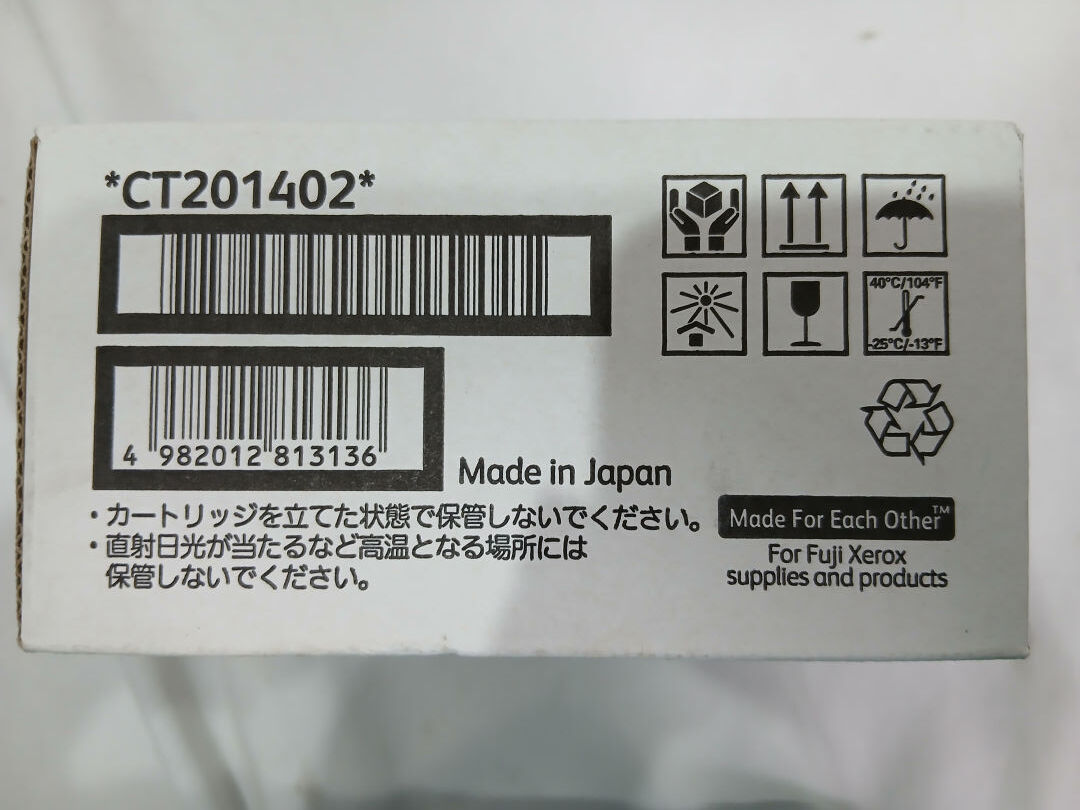 *CT201402*
4 982012 813136
Made in Japan
・カートリッジを立てた状態で保管しないでください。
・直射日光が当たるなど高温となる場所には
保管しないでください。
40°C/104°F
-25°C/-13°F
Made For Each Other™
For Fuji Xerox
supplies and products